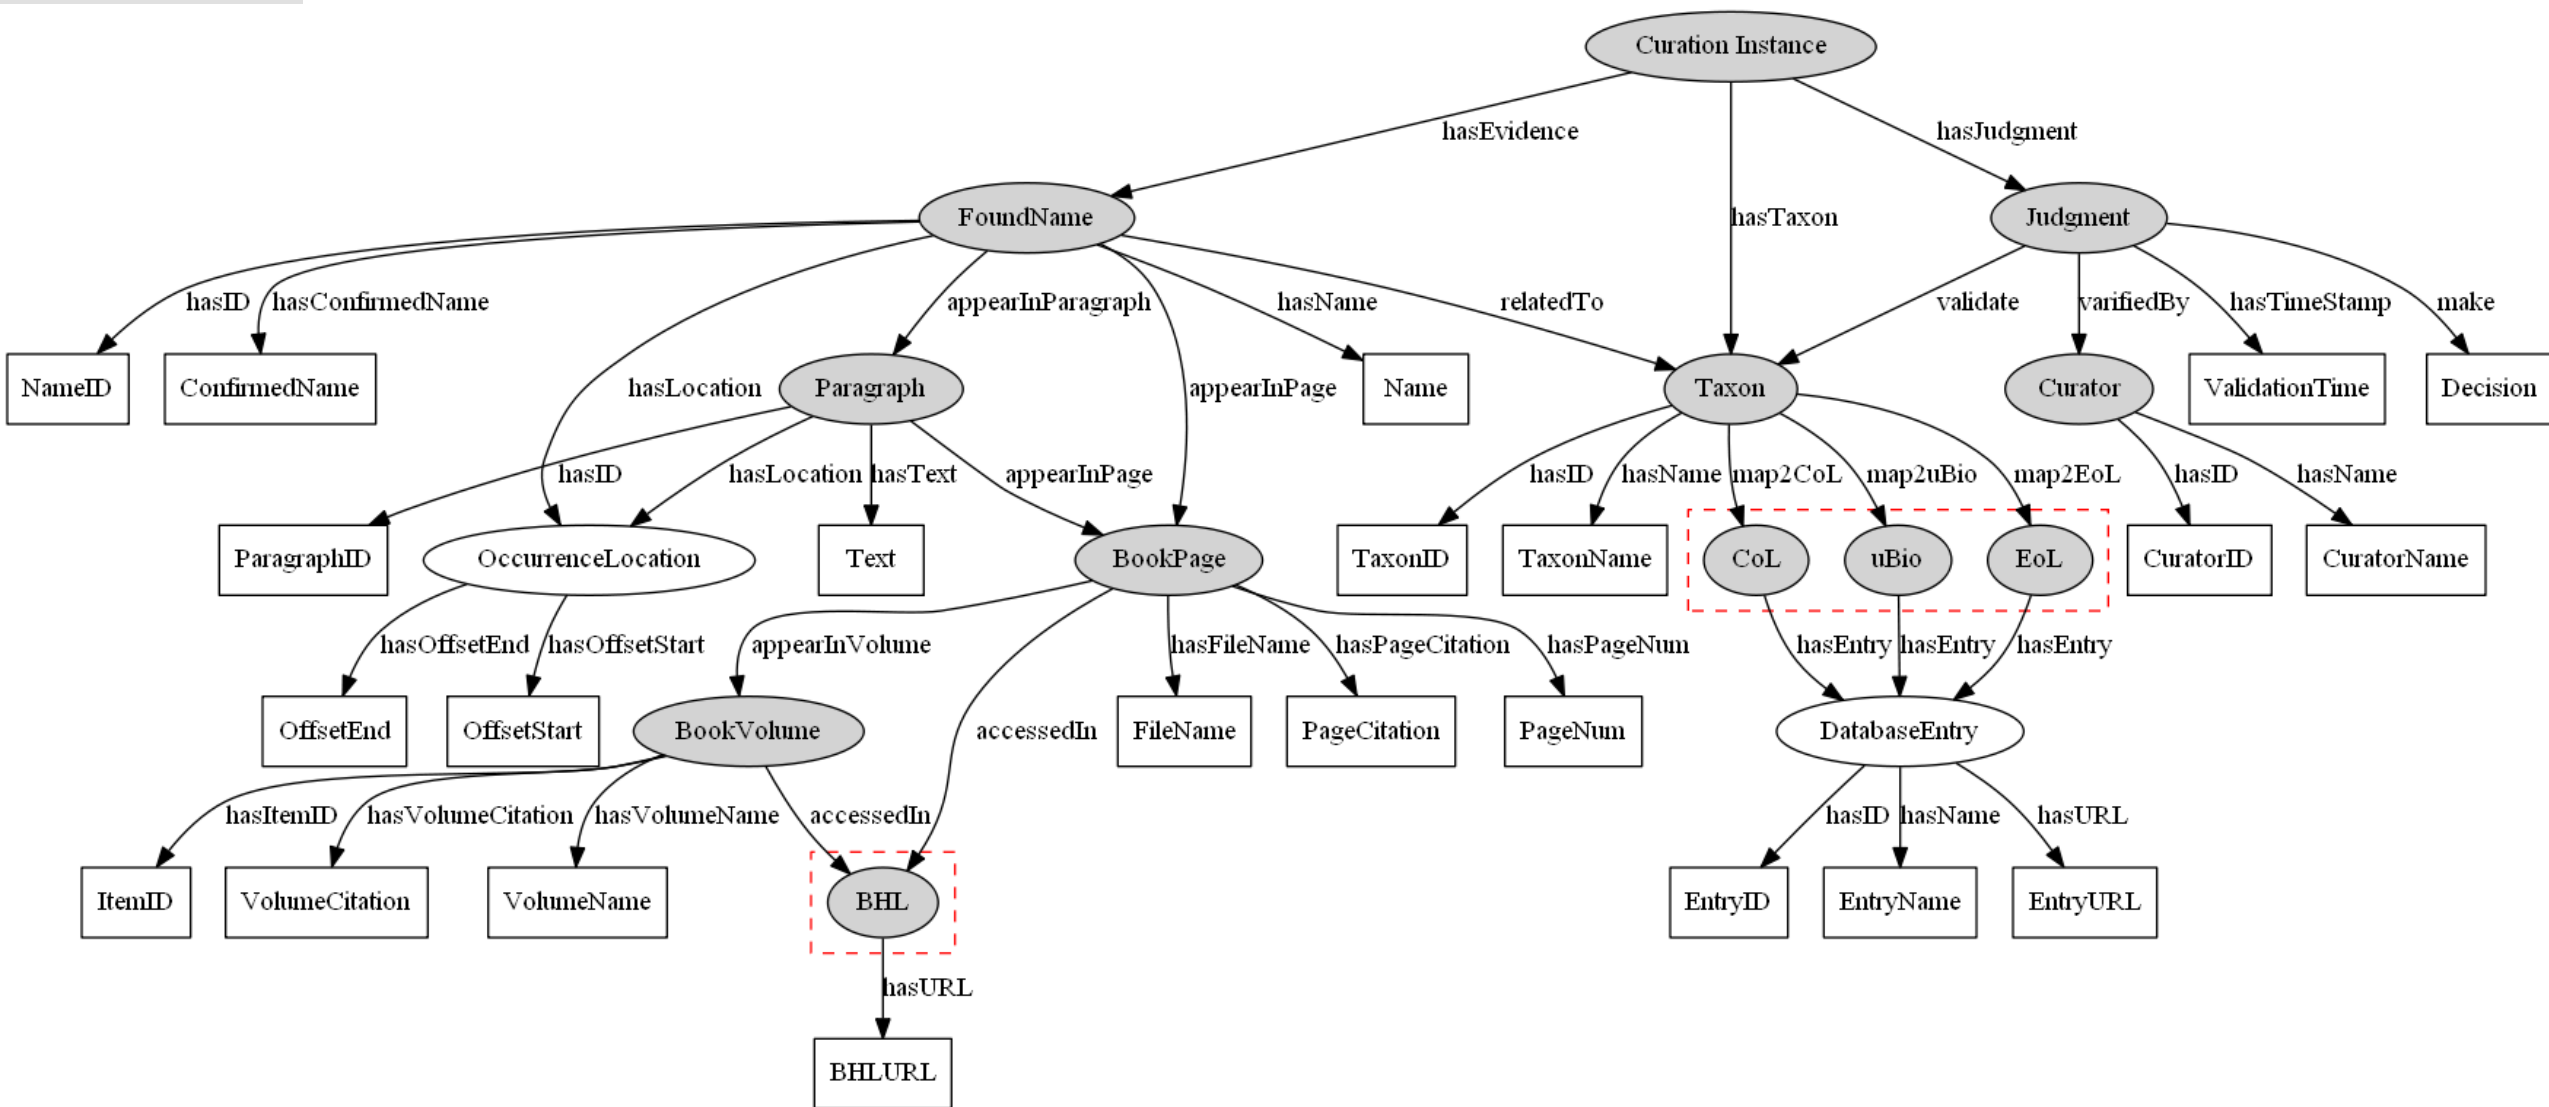 Curation Instance
hasEvidence
hasJudgment
FoundName
hasTaxon
Judgment
hasID
hasConfirmedName
appearInParagraph
hasName
relatedTo
validate
varifiedBy
hasTimeStamp
make
NameID
ConfirmedName
hasLocation
Paragraph
appearInPage
Name
Taxon
Curator
ValidationTime
Decision
hasID
hasLocation
hasText
appearInPage
hasID
hasName
map2CoL
map2uBio
map2EoL
hasID
hasName
ParagraphID
OccurrenceLocation
Text
BookPage
TaxonID
TaxonName
CoL
uBio
EoL
CuratorID
CuratorName
hasOffsetEnd
hasOffsetStart
appearInVolume
hasFileName
hasPageCitation
hasPageNum
hasEntry
hasEntry
hasEntry
OffsetEnd
OffsetStart
BookVolume
accessedIn
FileName
PageCitation
PageNum
DatabaseEntry
hasItemID
hasVolumeCitation
hasVolumeName
accessedIn
hasID
hasName
hasURL
ItemID
VolumeCitation
VolumeName
BHL
EntryID
EntryName
EntryURL
hasURL
BHLURL